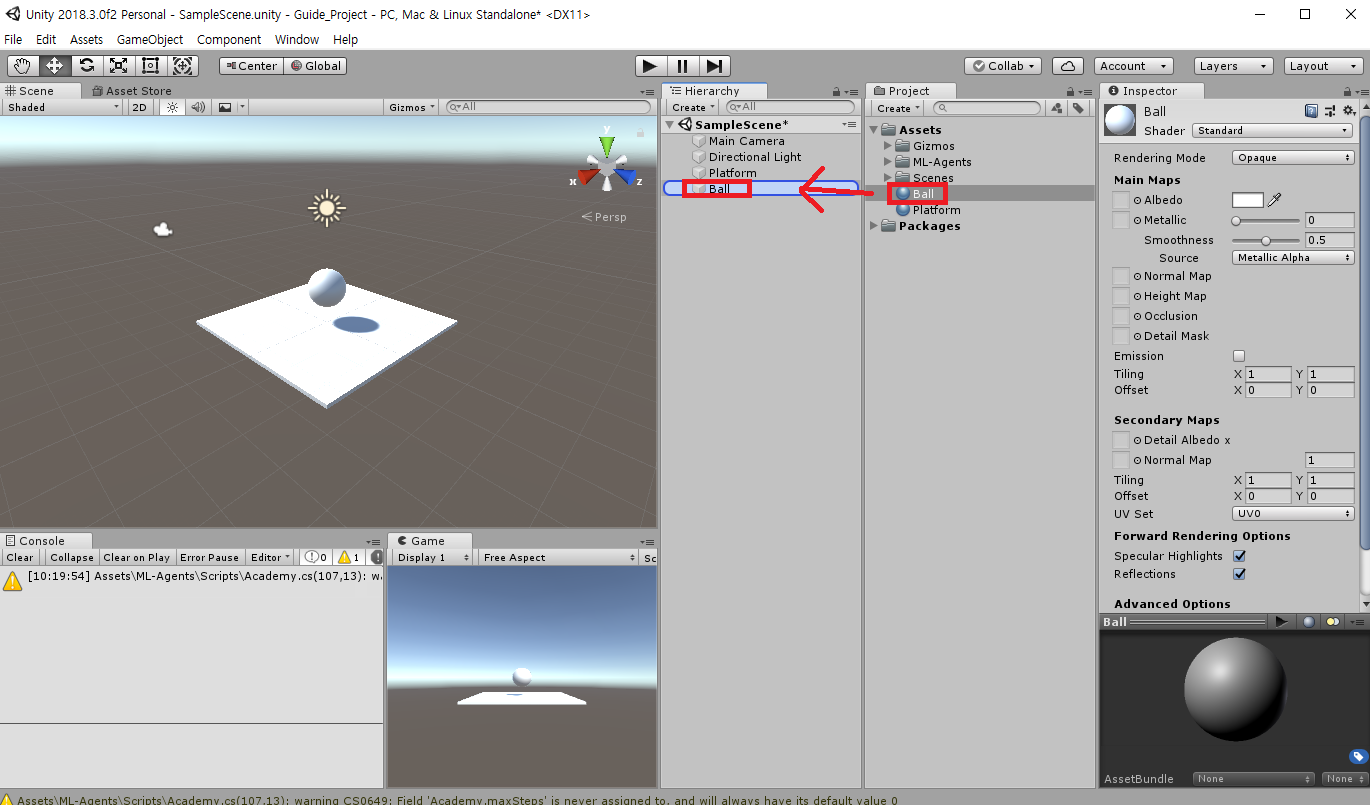 Unity 2018.3.0f2 Personal - SampleScene.unity - Guide_Project - PC, Mac & Linux Standalone* <DX11>
File Edit Assets GameObject Component Window Help
Center Global Collab Account Layers Layout
Scene Asset Store
Shaded 2D Gizmos All
y
x z
Persp
Hierarchy
Create All
SampleScene*
Main Camera
Directional Light
Platform
Ball
Project
Create
Assets
Gizmos
ML-Agents
Scenes
Ball
Platform
Packages
Inspector
Ball
Shader Standard
Rendering Mode Opaque
Main Maps
Albedo
Metallic 0
Smoothness 0.5
Source Metallic Alpha
Normal Map
Height Map
Occlusion
Detail Mask
Emission
Tiling X 1 Y 1
Offset X 0 Y 0
Secondary Maps
Detail Albedo x
Normal Map 1
Tiling X 1 Y 1
Offset X 0 Y 0
UV Set UV0
Forward Rendering Options
Specular Highlights
Reflections
Advanced Options
Ball
AssetBundle None None
Console
Clear Collapse Clear on Play Error Pause Editor 0 1
[10:19:54] Assets\ML-Agents\Scripts\Academy.cs(107,13): wa
Game
Display 1 Free Aspect Sc
Assets\ML-Agents\Scripts\Academy.cs(107,13): warning CS0649: Field 'Academy.maxSteps' is never assigned to, and will always have its default value 0